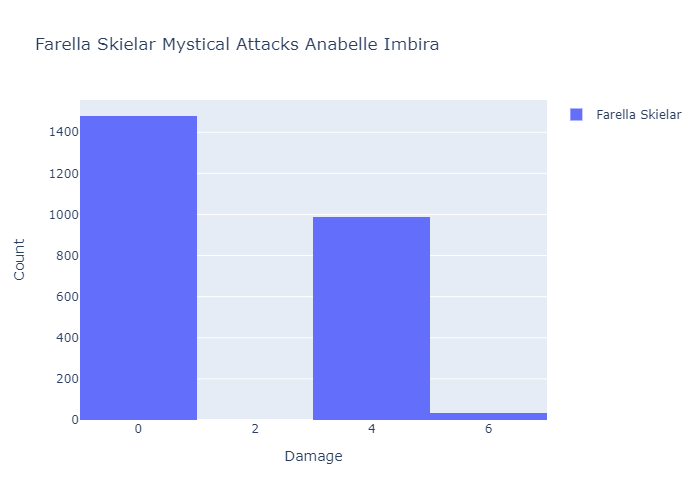 Farella Skielar Mystical Attacks Anabelle Imbira
Farella Skielar
1400
1200
1000
800
600
400
200
0
Count
0 2 4 6
Damage